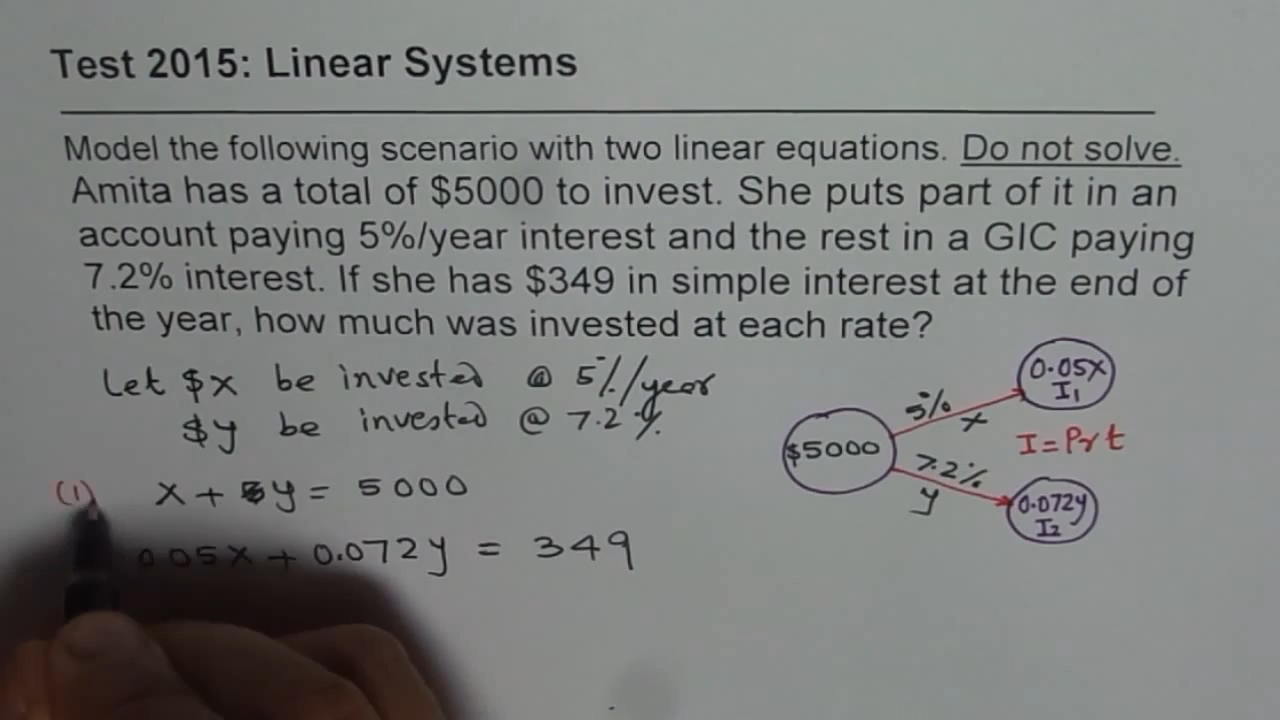 Test 2015: Linear Systems
Model the following scenario with two linear equations. Do not solve.
Amita has a total of $5000 to invest. She puts part of it in an
account paying 5%/year interest and the rest in a GIC paying
7.2% interest. If she has $349 in simple interest at the end of
the year, how much was invested at each rate?
Let $x be invested @ 5%/year
$y be invested @ 7.2%
(1) x + y = 5000
0.05x + 0.072y = 349
$5000
5%
x
0.05x
I₁
I = Prt
7.2%
y
0.072y
I₂